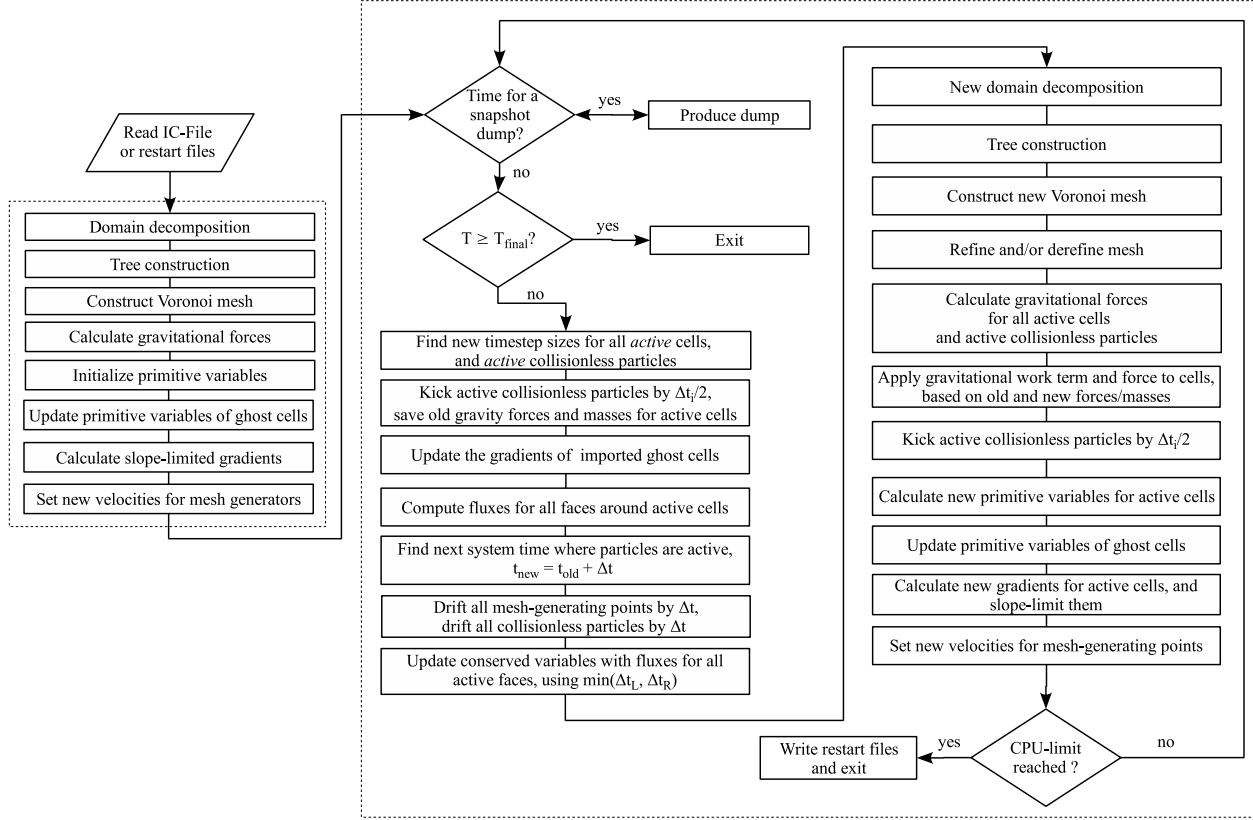 Read IC-File
or restart files
Domain decomposition
Tree construction
Construct Voronoi mesh
Calculate gravitational forces
Initialize primitive variables
Update primitive variables of ghost cells
Calculate slope-limited gradients
Set new velocities for mesh generators
Time for a
snapshot
dump?
yes
Produce dump
no
T ≥ T_final?
yes
Exit
no
Find new timestep sizes for all active cells,
and active collisionless particles
Kick active collisionless particles by Δt_i/2,
save old gravity forces and masses for active cells
Update the gradients of imported ghost cells
Compute fluxes for all faces around active cells
Find next system time where particles are active,
t_new = t_old + Δt
Drift all mesh-generating points by Δt,
drift all collisionless particles by Δt
Update conserved variables with fluxes for all
active faces, using min(Δt_L, Δt_R)
New domain decomposition
Tree construction
Construct new Voronoi mesh
Refine and/or derefine mesh
Calculate gravitational forces
for all active cells
and active collisionless particles
Apply gravitational work term and force to cells,
based on old and new forces/masses
Kick active collisionless particles by Δt_i/2
Calculate new primitive variables for active cells
Update primitive variables of ghost cells
Calculate new gradients for active cells, and
slope-limit them
Set new velocities for mesh-generating points
CPU-limit
reached ?
yes
Write restart files
and exit
no